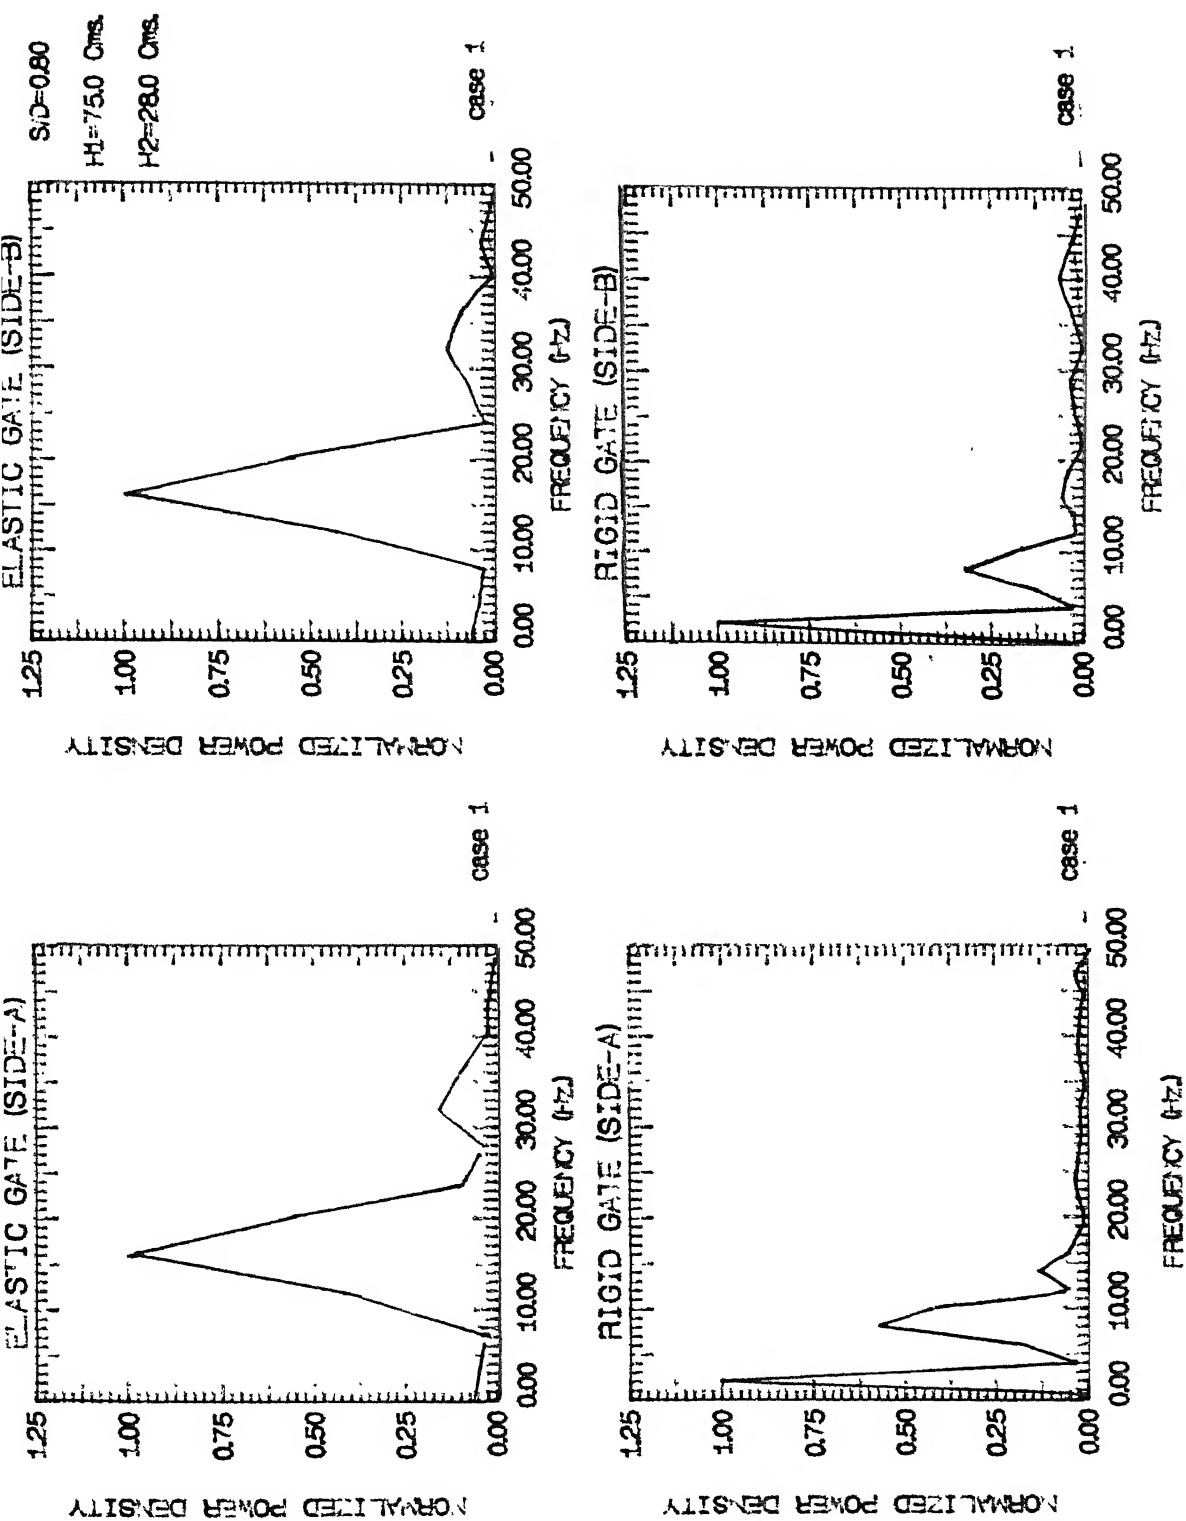 S/D=0.80
H1=75.0 Cms.
H2=28.0 Cms.
ELASTIC GATE (SIDE-A)
NORMALIZED POWER DENSITY
1.25
1.00
0.75
0.50
0.25
0.00
0.00 10.00 20.00 30.00 40.00 50.00
FREQUENCY (Hz.)
case 1
ELASTIC GATE (SIDE-B)
NORMALIZED POWER DENSITY
1.25
1.00
0.75
0.50
0.25
0.00
0.00 10.00 20.00 30.00 40.00 50.00
FREQUENCY (Hz.)
case 1
RIGID GATE (SIDE-A)
NORMALIZED POWER DENSITY
1.25
1.00
0.75
0.50
0.25
0.00
0.00 10.00 20.00 30.00 40.00 50.00
FREQUENCY (Hz.)
case 1
RIGID GATE (SIDE-B)
NORMALIZED POWER DENSITY
1.25
1.00
0.75
0.50
0.25
0.00
0.00 10.00 20.00 30.00 40.00 50.00
FREQUENCY (Hz.)
case 1